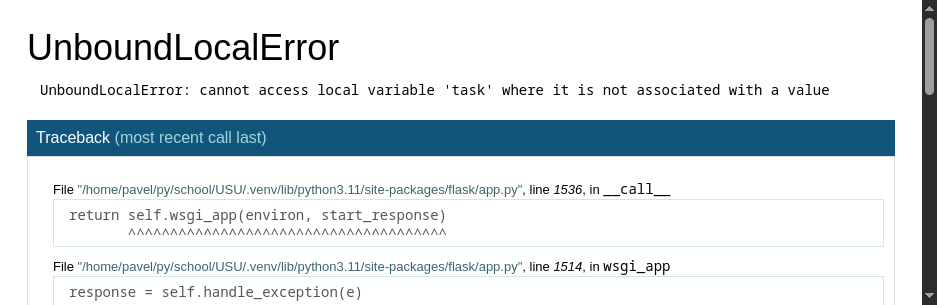 UnboundLocalError
UnboundLocalError: cannot access local variable 'task' where it is not associated with a value
Traceback (most recent call last)
File "/home/pavel/py/school/USU/.venv/lib/python3.11/site-packages/flask/app.py", line 1536, in __call__
return self.wsgi_app(environ, start_response)
^^^^^^^^^^^^^^^^^^^^^^^^^^^^^^^^^^^^^^
File "/home/pavel/py/school/USU/.venv/lib/python3.11/site-packages/flask/app.py", line 1514, in wsgi_app
response = self.handle_exception(e)